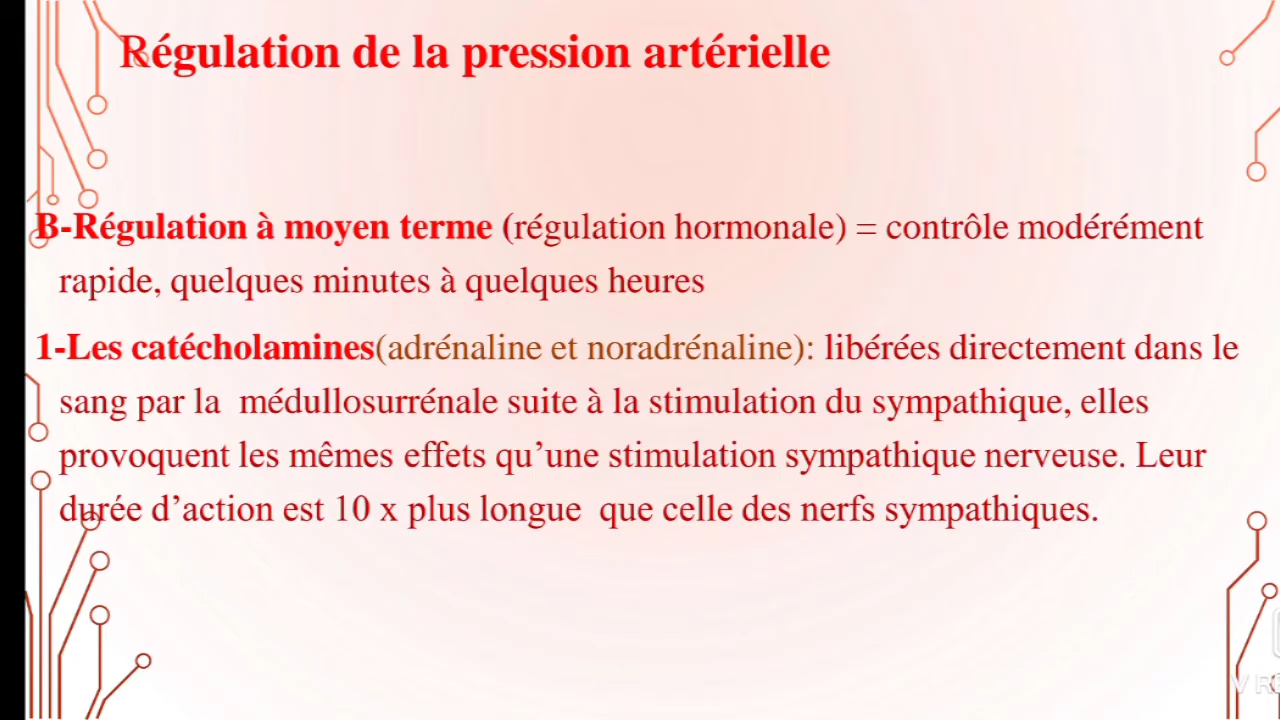 Régulation de la pression artérielle
B-Régulation à moyen terme (régulation hormonale) = contrôle modérément
rapide, quelques minutes à quelques heures
1-Les catécholamines(adrénaline et noradrénaline): libérées directement dans le
sang par la médullosurrénale suite à la stimulation du sympathique, elles
provoquent les mêmes effets qu’une stimulation sympathique nerveuse. Leur
durée d’action est 10 x plus longue que celle des nerfs sympathiques.